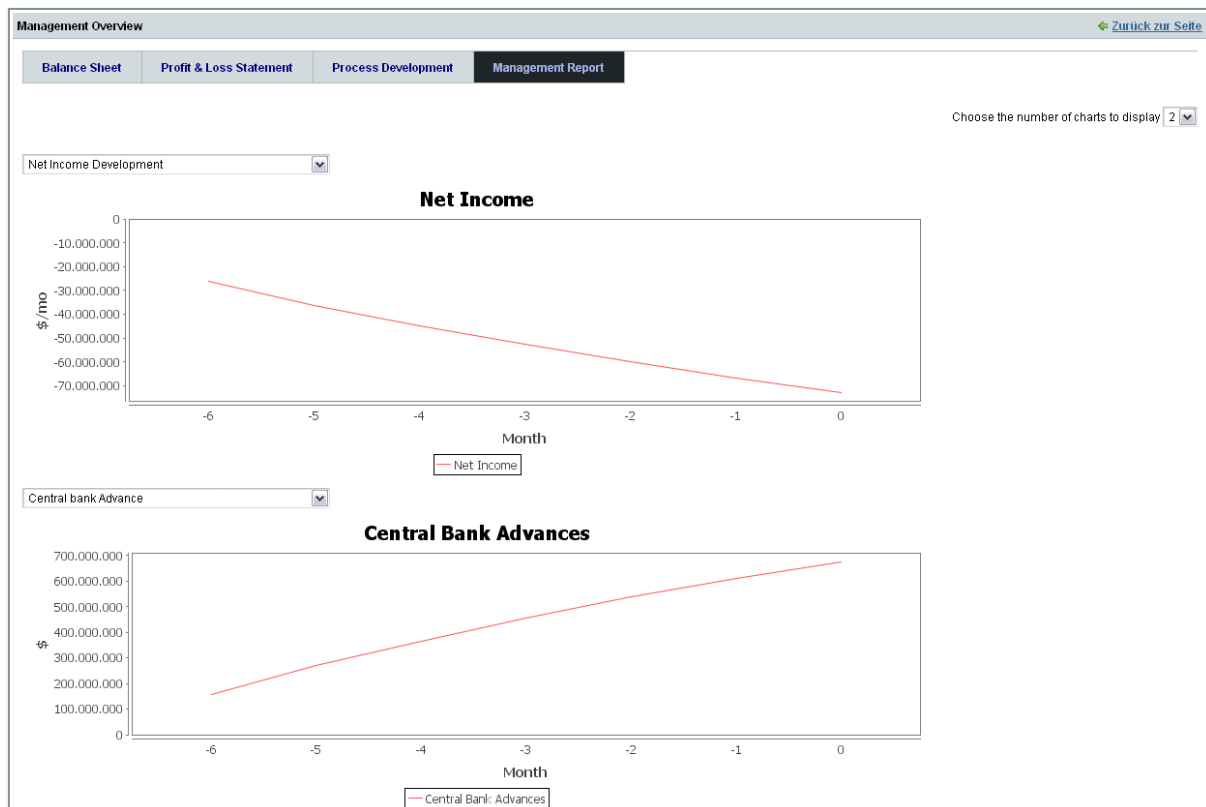 Management Overview
Zurück zur Seite
Balance Sheet
Profit & Loss Statement
Process Development
Management Report
Choose the number of charts to display 2
Net Income Development
Net Income
0
-10.000.000
-20.000.000
-30.000.000
-40.000.000
-50.000.000
-60.000.000
-70.000.000
$/mo
-6 -5 -4 -3 -2 -1 0
Month
Net Income
Central bank Advance
Central Bank Advances
700.000.000
600.000.000
500.000.000
400.000.000
300.000.000
200.000.000
100.000.000
0
$
-6 -5 -4 -3 -2 -1 0
Month
Central Bank Advances